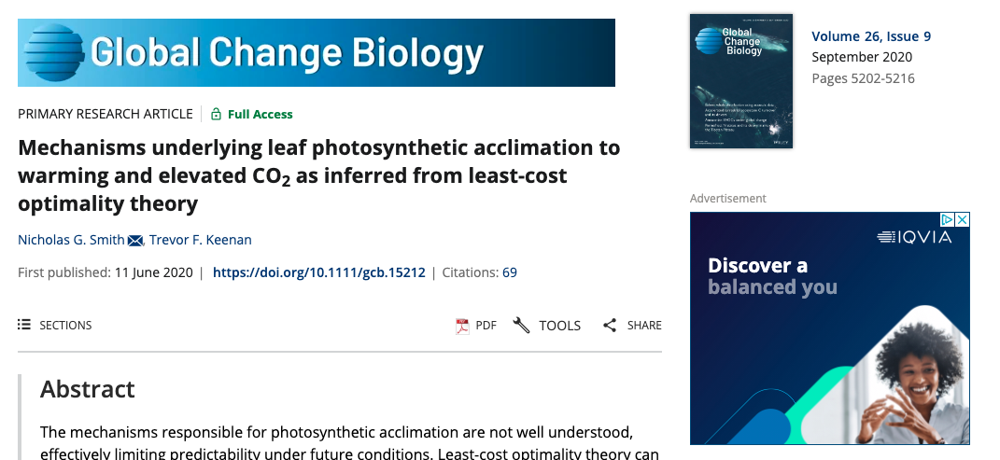 Global Change Biology
PRIMARY RESEARCH ARTICLE
Full Access
Mechanisms underlying leaf photosynthetic acclimation to
warming and elevated CO2 as inferred from least-cost
optimality theory
Nicholas G. Smith, Trevor F. Keenan
First published: 11 June 2020 | https://doi.org/10.1111/gcb.15212 | Citations: 69
SECTIONS
PDF TOOLS SHARE
Abstract
The mechanisms responsible for photosynthetic acclimation are not well understood,
effectively limiting predictability under future conditions. Least-cost optimality theory can
Global
Change
Biology
WILEY
Volume 26, Issue 9
September 2020
Pages 5202-5216
Advertisement
IQVIA
Discover a
balanced you